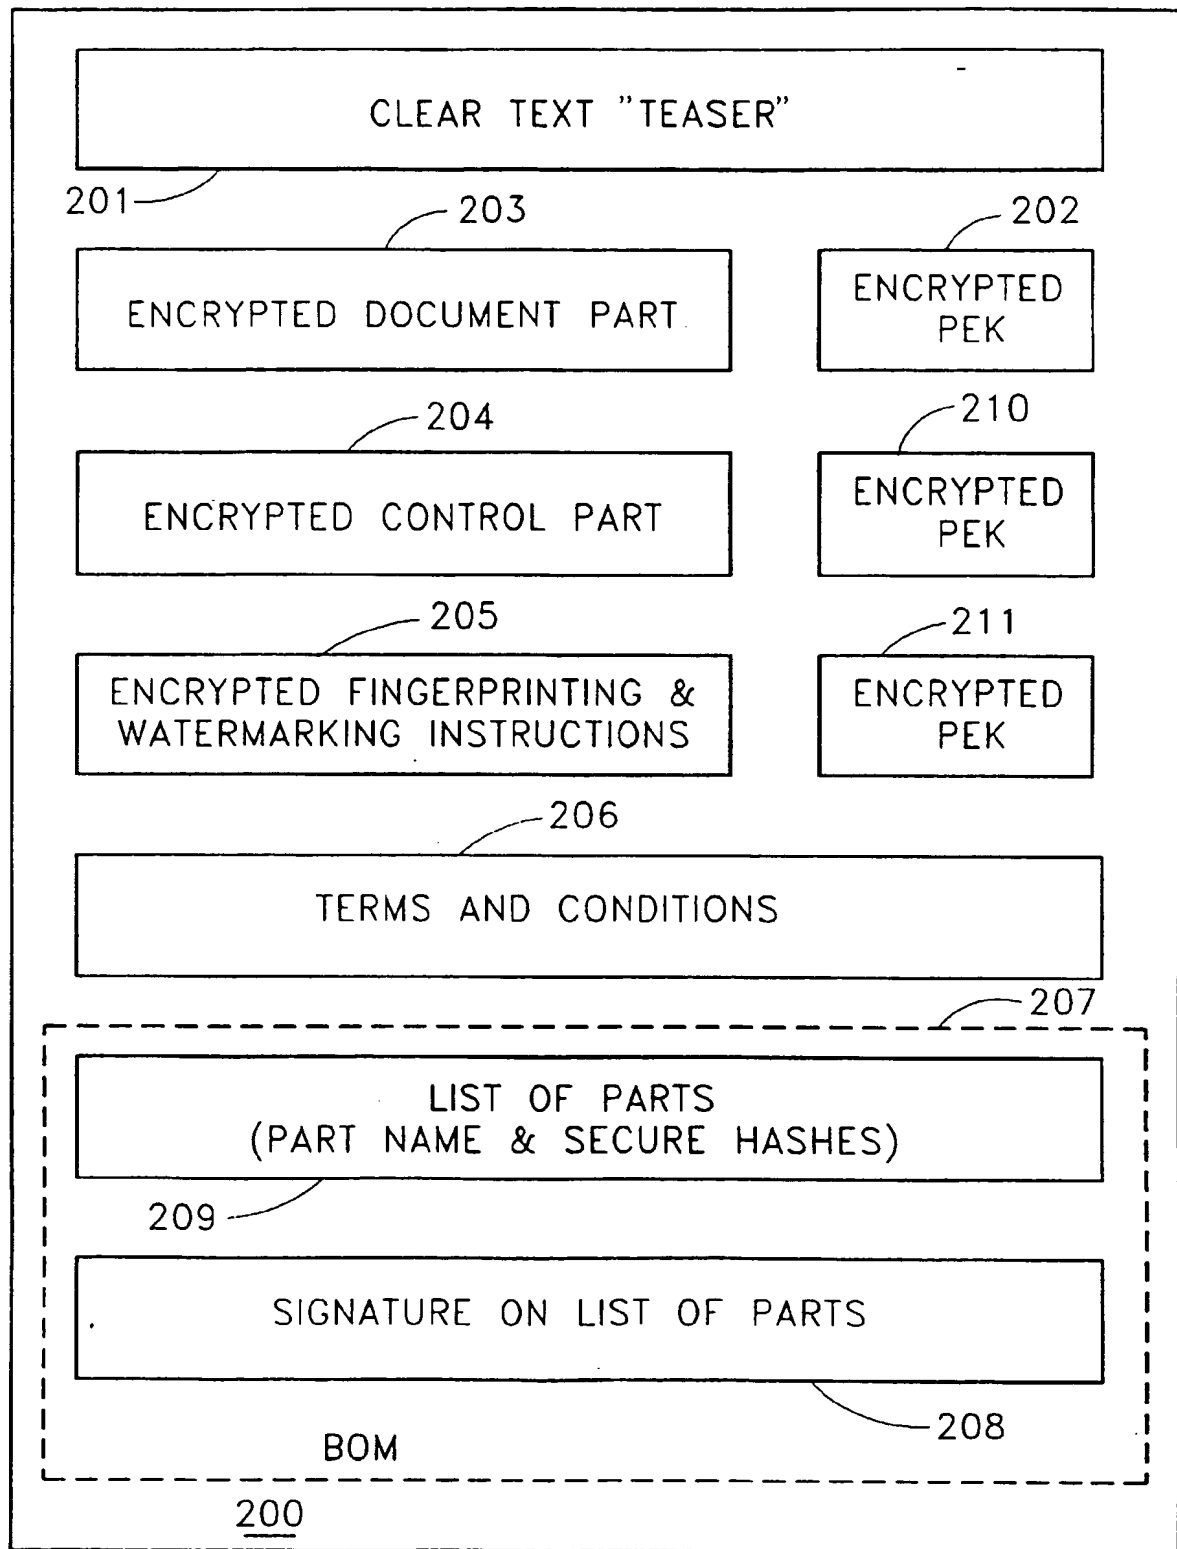 CLEAR TEXT "TEASER"
201
203
202
ENCRYPTED DOCUMENT PART
ENCRYPTED
PEK
204
210
ENCRYPTED CONTROL PART
ENCRYPTED
PEK
205
211
ENCRYPTED FINGERPRINTING &
WATERMARKING INSTRUCTIONS
ENCRYPTED
PEK
206
TERMS AND CONDITIONS
207
LIST OF PARTS
(PART NAME & SECURE HASHES)
209
SIGNATURE ON LIST OF PARTS
208
BOM
200